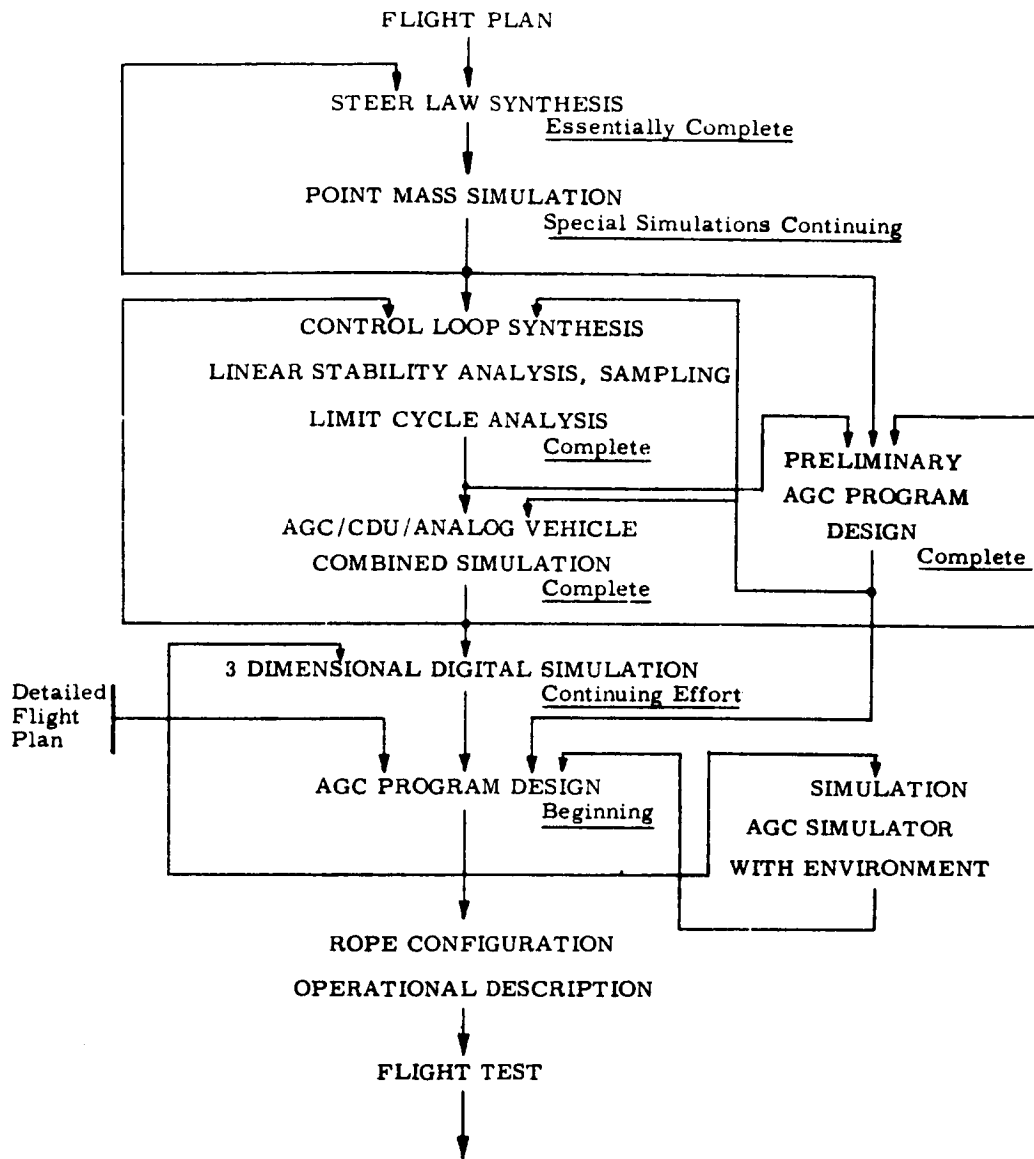 FLIGHT PLAN
STEER LAW SYNTHESIS
Essentially Complete
POINT MASS SIMULATION
Special Simulations Continuing
CONTROL LOOP SYNTHESIS
LINEAR STABILITY ANALYSIS, SAMPLING
LIMIT CYCLE ANALYSIS
Complete
PRELIMINARY
AGC PROGRAM
DESIGN
Complete
AGC/CDU/ANALOG VEHICLE
COMBINED SIMULATION
Complete
3 DIMENSIONAL DIGITAL SIMULATION
Continuing Effort
Detailed
Flight
Plan
AGC PROGRAM DESIGN
Beginning
SIMULATION
AGC SIMULATOR
WITH ENVIRONMENT
ROPE CONFIGURATION
OPERATIONAL DESCRIPTION
FLIGHT TEST